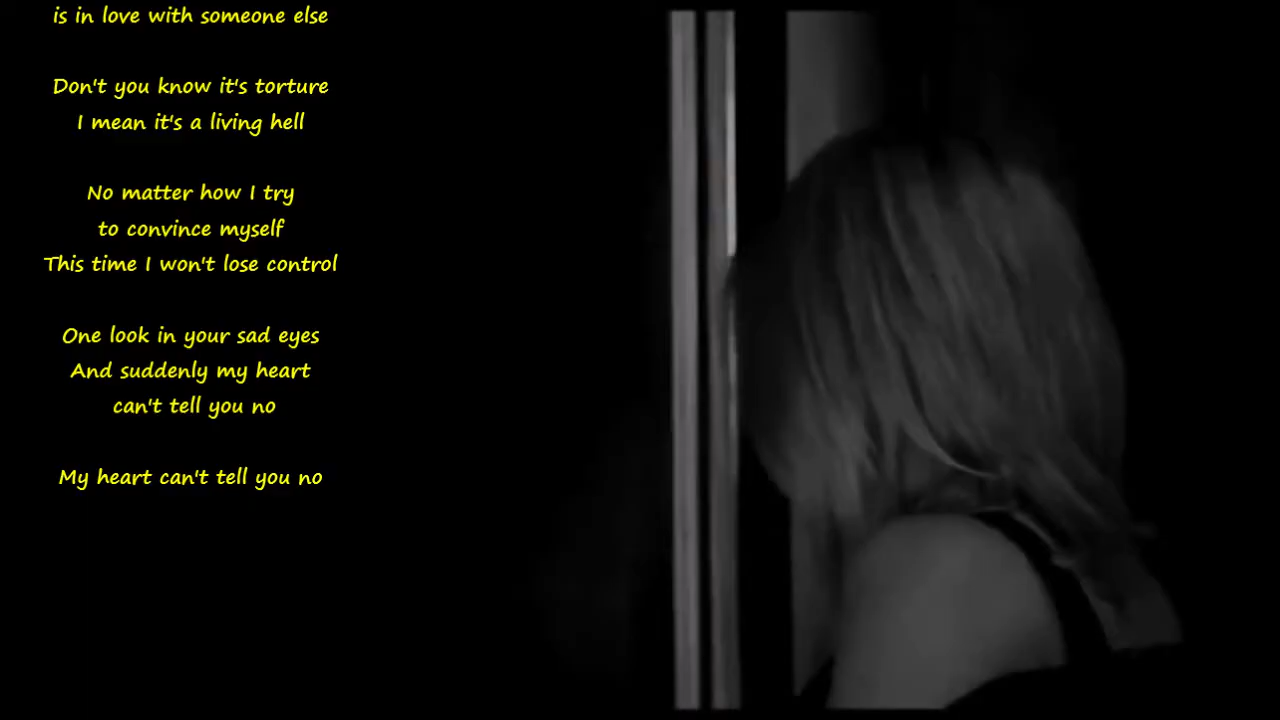 is in love with someone else
Don't you know it's torture
I mean it's a living hell
No matter how I try
to convince myself
This time I won't lose control
One look in your sad eyes
And suddenly my heart
can't tell you no
My heart can't tell you no